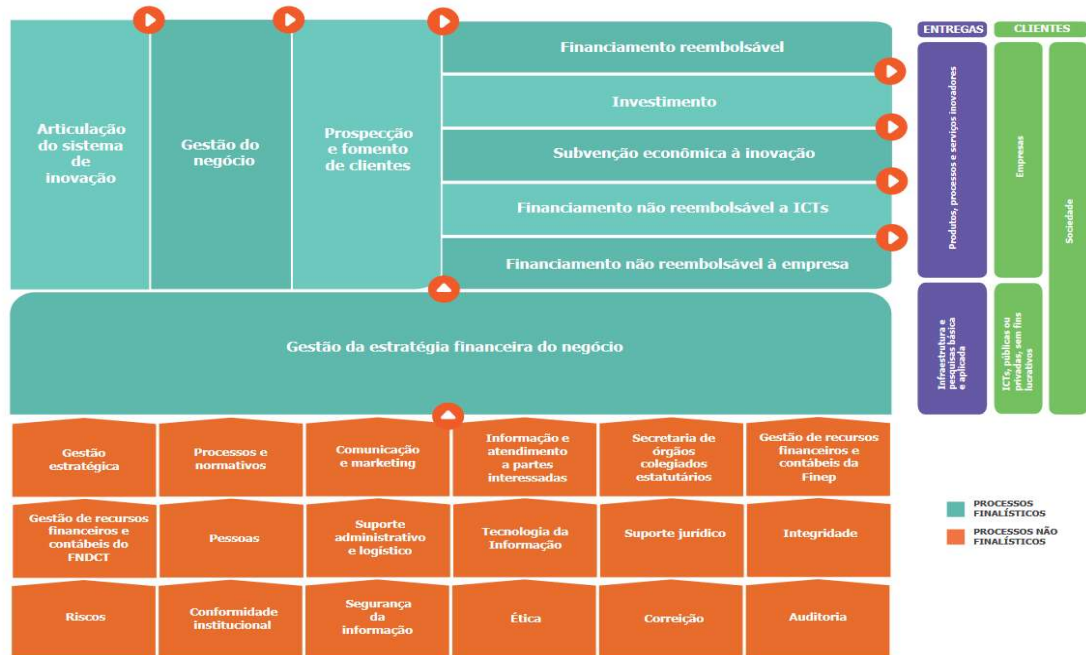 Articulação
do sistema
de
inovação
Gestão do
negócio
Prospecção
e fomento
de clientes
Financiamento reembolsável
Investimento
Subvenção econômica à inovação
Financiamento não reembolsável a ICTs
Financiamento não reembolsável à empresa
ENTREGAS
Produtos, processos e serviços inovadores
Infraestrutura e
pesquisas básica
e aplicada
CLIENTES
Empresas
ICTs, públicas ou
privadas, sem fins
lucrativos
Sociedade
Gestão da estratégia financeira do negócio
Gestão
estratégica
Processos e
normativos
Comunicação
e marketing
Informação e
atendimento
a partes
interessadas
Secretaria de
órgãos
colegiados
estatutários
Gestão de recursos
financeiros e
contábeis da
Finep
Gestão de recursos
financeiros e
contábeis do
FNDCT
Pessoas
Suporte
administrativo
e logístico
Tecnologia da
Informação
Suporte jurídico
Integridade
Riscos
Conformidade
institucional
Segurança
da
informação
Ética
Correição
Auditoria
PROCESSOS
FINALÍSTICOS
PROCESSOS NÃO
FINALÍSTICOS